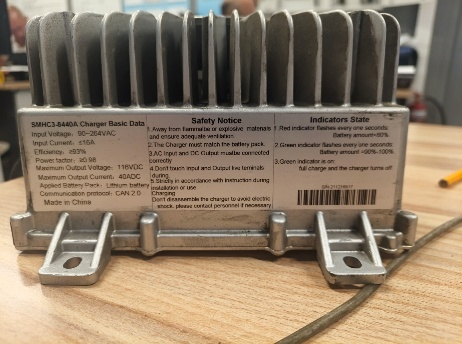 SMHC3-8440A Charger Basic Data
Input Voltage: 90~264VAC
Input Current: ≤16A
Efficiency: ≥93%
Power factor: ≥0.98
Maximum Output Voltage: 116VDC
Maximum Output Current: 40ADC
Applied Battery Pack: Lithium battery
Communication protocol: CAN 2.0
Made in China
Safety Notice
1.Away from flammable or explosive materials
and ensure adequate ventilation.
2.The Charger must match the battery pack.
3.AC input and DC Output must be connected
correctly
4.Don't touch input and Output live terminals
during
5.Strictly in accordance with instruction during
installation or use
Charging
Don't disassemble the charger to avoid electric
shock, please contact personnel if necessary
Indicators State
1.Red indicator flashes every one seconds:
Battery amount<80%
2.Green indicator flashes every one seconds:
Battery amount =80%-100%
3.Green indicator is on:
full charge and the charger turns off